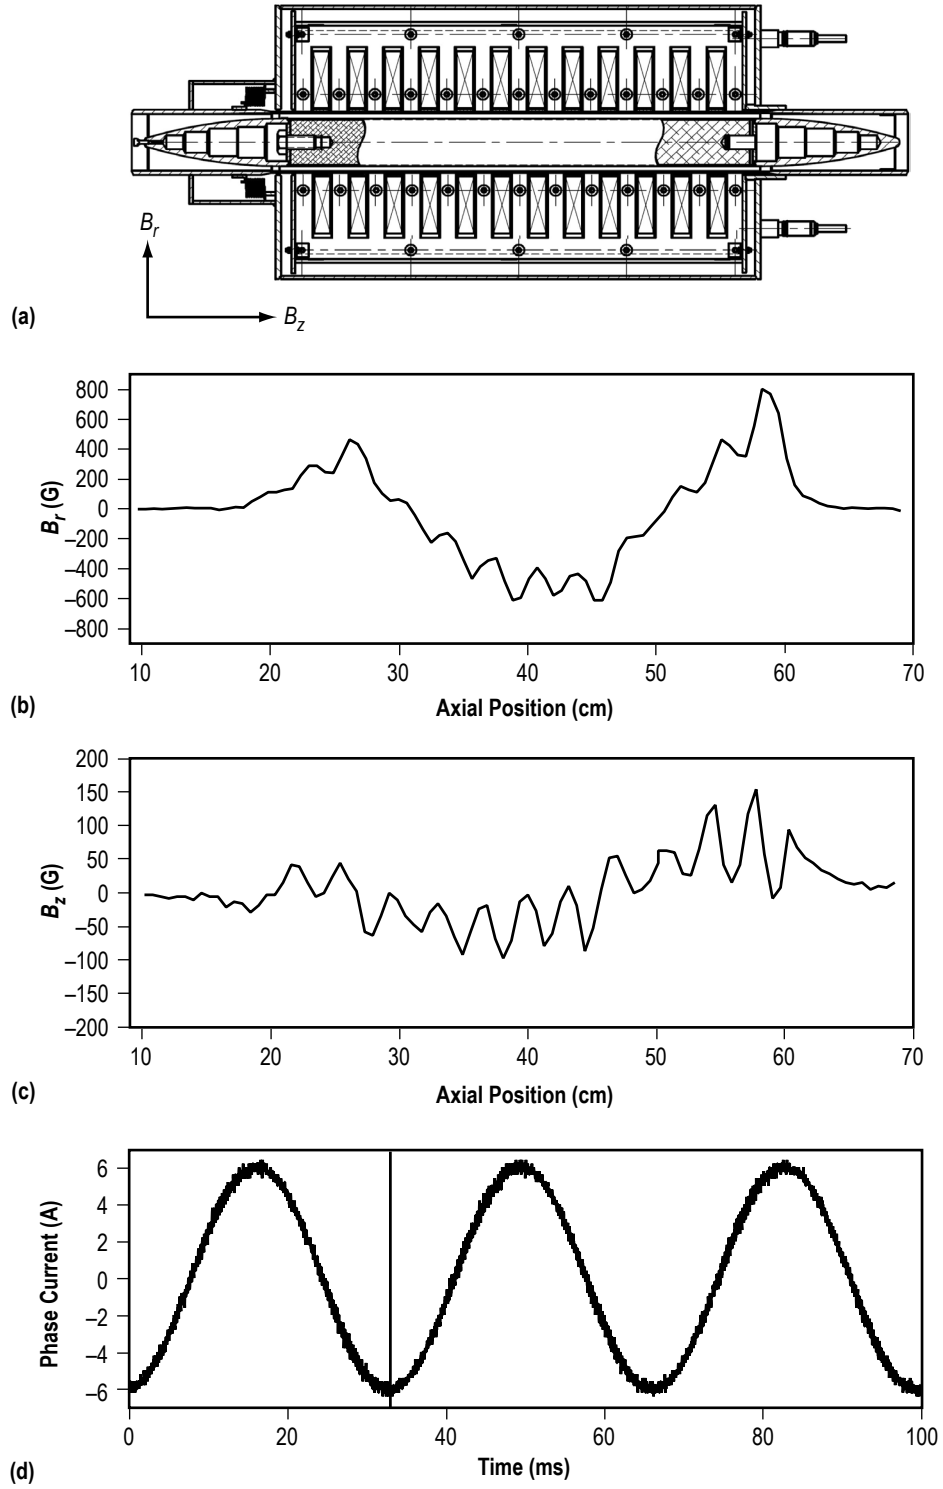 B_r
B_z
(a)
800
600
400
200
0
–200
–400
–600
–800
B_r (G)
10 20 30 40 50 60 70
Axial Position (cm)
(b)
200
150
100
50
0
–50
–100
–150
–200
B_z (G)
10 20 30 40 50 60 70
Axial Position (cm)
(c)
6
4
2
0
–2
–4
–6
Phase Current (A)
0 20 40 60 80 100
Time (ms)
(d)